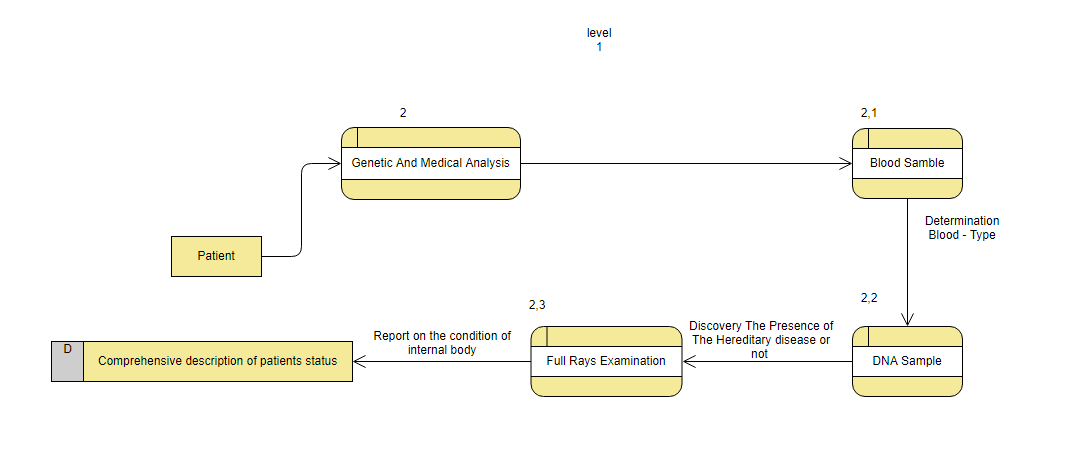 level
1
2
Genetic And Medical Analysis
2,1
Blood Samble
Patient
Determination
Blood - Type
2,2
DNA Sample
Discovery The Presence of
The Hereditary disease or
not
2,3
Full Rays Examination
Report on the condition of
internal body
D
Comprehensive description of patients status